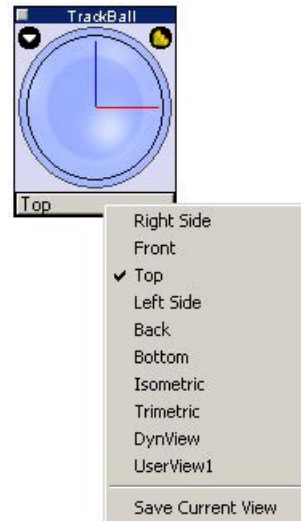 TrackBall
Top
Right Side
Front
Top
Left Side
Back
Bottom
Isometric
Trimetric
DynView
UserView1
Save Current View